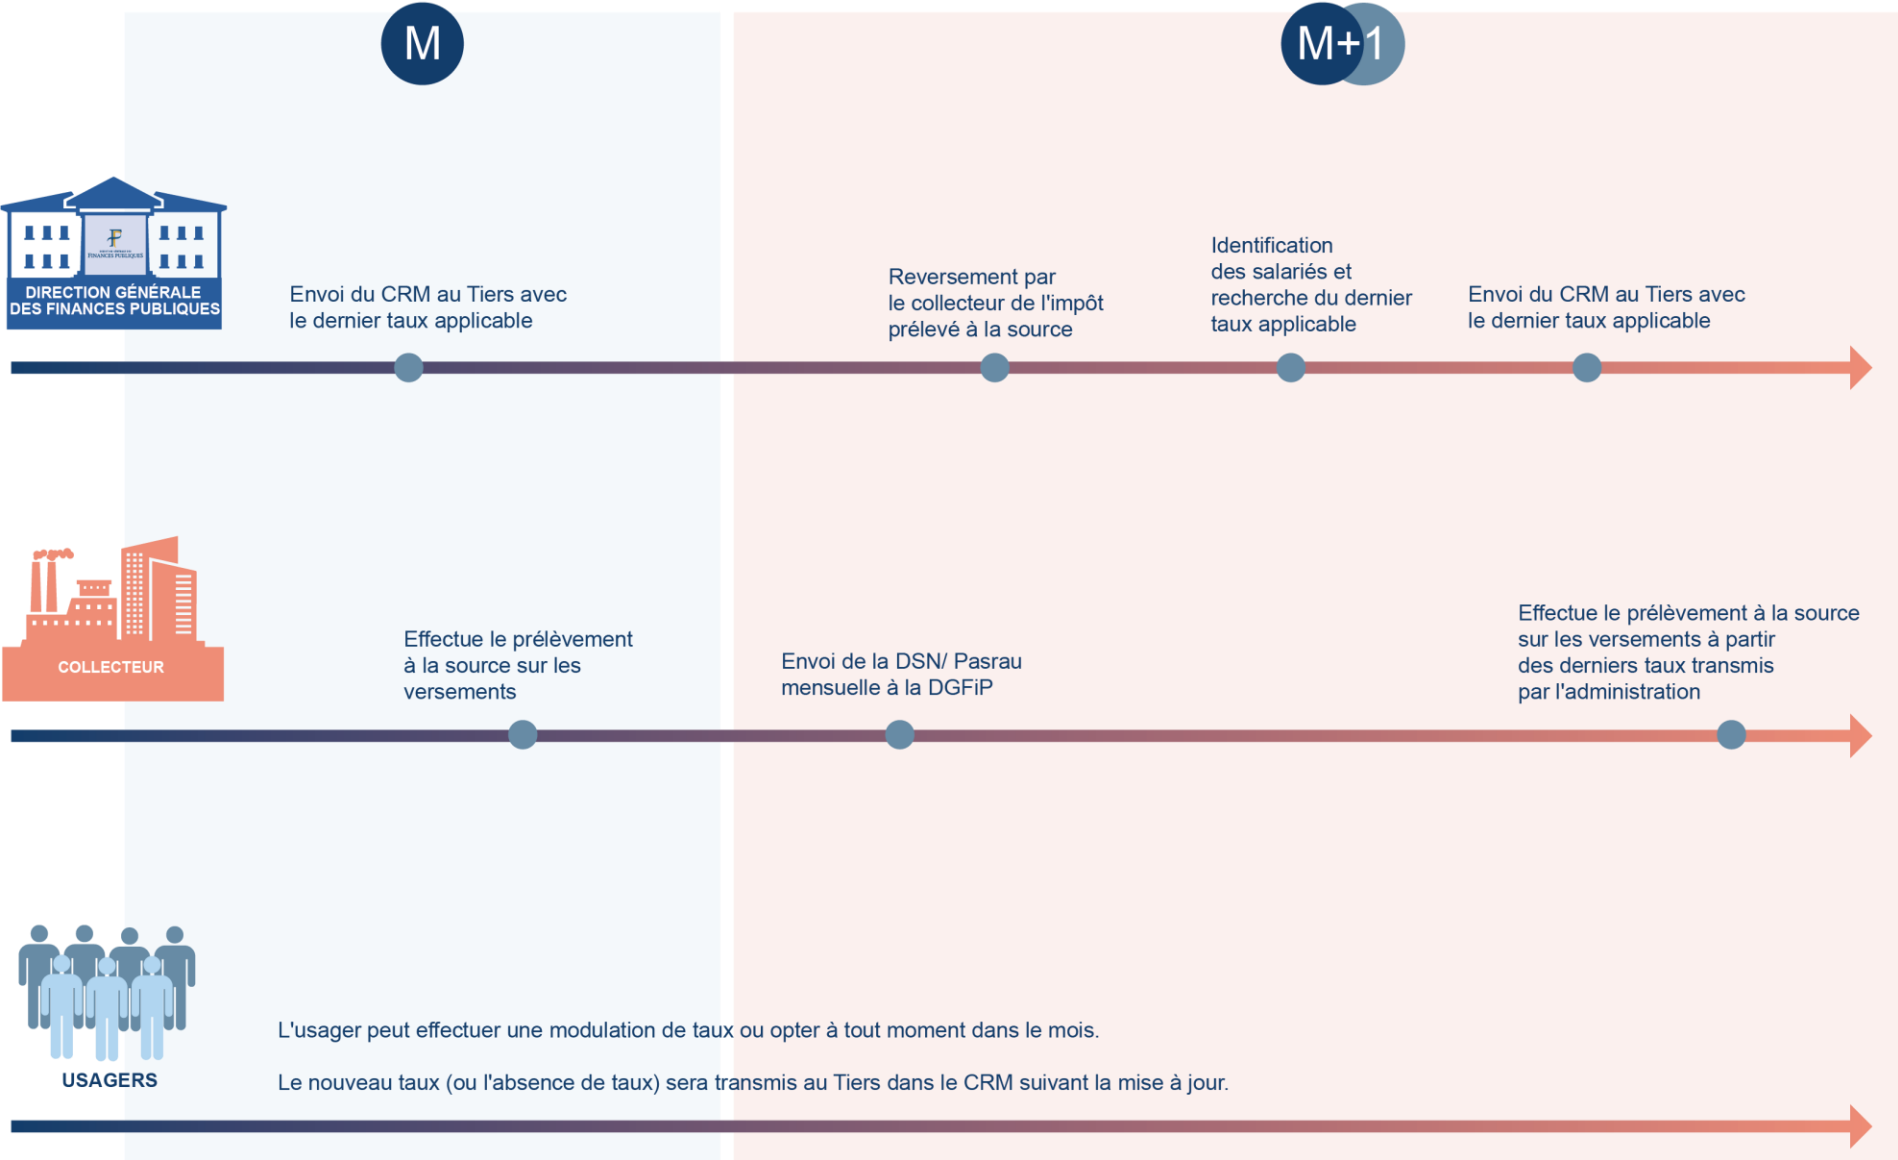 M
M+1
FINANCES PUBLIQUES
DIRECTION GÉNÉRALE
DES FINANCES PUBLIQUES
Envoi du CRM au Tiers avec
le dernier taux applicable
Reversement par
le collecteur de l'impôt
prélevé à la source
Identification
des salariés et
recherche du dernier
taux applicable
Envoi du CRM au Tiers avec
le dernier taux applicable
COLLECTEUR
Effectue le prélèvement
à la source sur les
versements
Envoi de la DSN/ Pasrau
mensuelle à la DGFiP
Effectue le prélèvement à la source
sur les versements à partir
des derniers taux transmis
par l'administration
USAGERS
L'usager peut effectuer une modulation de taux ou opter à tout moment dans le mois.
Le nouveau taux (ou l'absence de taux) sera transmis au Tiers dans le CRM suivant la mise à jour.